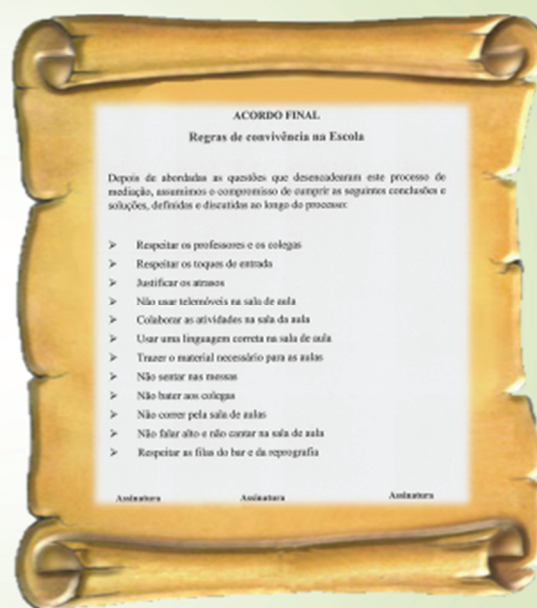 ACORDO FINAL
Regras de convivência na Escola
Depois de abordadas as questões que desencadearam este processo de
mediação, assumimos o compromisso de cumprir as seguintes conclusões e
soluções, definidas e discutidas ao longo do processo:
➢ Respeitar os professores e os colegas
➢ Respeitar os toques de entrada
➢ Justificar os atrasos
➢ Não usar telemóveis na sala de aula
➢ Colaborar as atividades na sala da aula
➢ Usar uma linguagem correta na sala de aula
➢ Trazer o material necessário para as aulas
➢ Não sentar nas messas
➢ Não bater aos colegas
➢ Não correr pela sala de aulas
➢ Não falar alto e não cantar na sala de aula
➢ Respeitar as filas do bar e da reprografia
Assinatura Assinatura Assinatura